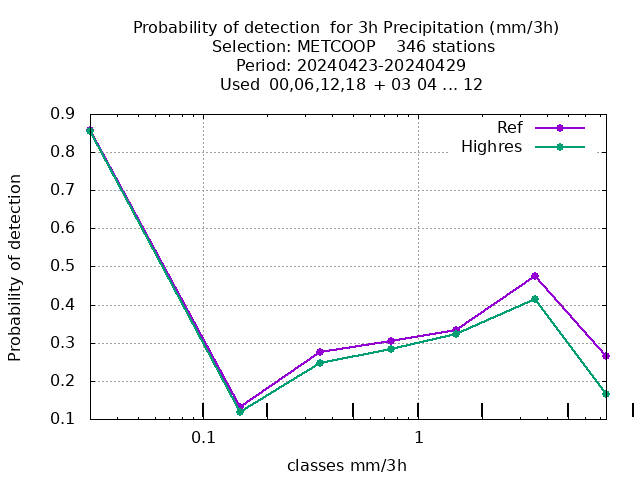 Probability of detection  for 3h Precipitation (mm/3h)
Selection: METCOOP    346 stations
Period: 20240423-20240429
Used  00,06,12,18  + 03 04 ... 12
Ref
Highres
0.9
0.8
0.7
0.6
0.5
0.4
0.3
0.2
0.1
Probability of detection
0.1
1
classes mm/3h